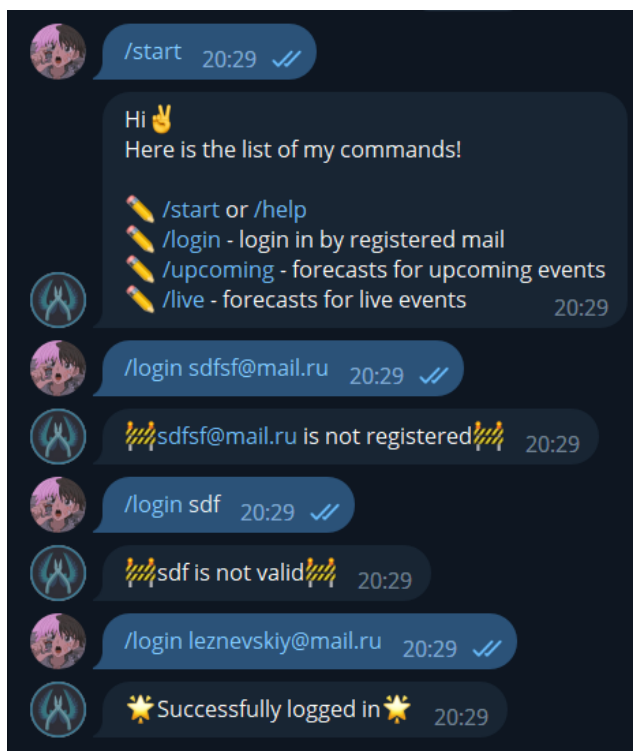 /start 20:29
Hi✌️
Here is the list of my commands!
✏️ /start or /help
✏️ /login - login in by registered mail
✏️ /upcoming - forecasts for upcoming events
✏️ /live - forecasts for live events 20:29
/login sdfsf@mail.ru 20:29
🚧sdfsf@mail.ru is not registered🚧 20:29
/login sdf 20:29
🚧sdf is not valid🚧 20:29
/login leznevskiy@mail.ru 20:29
🌟Successfully logged in🌟 20:29